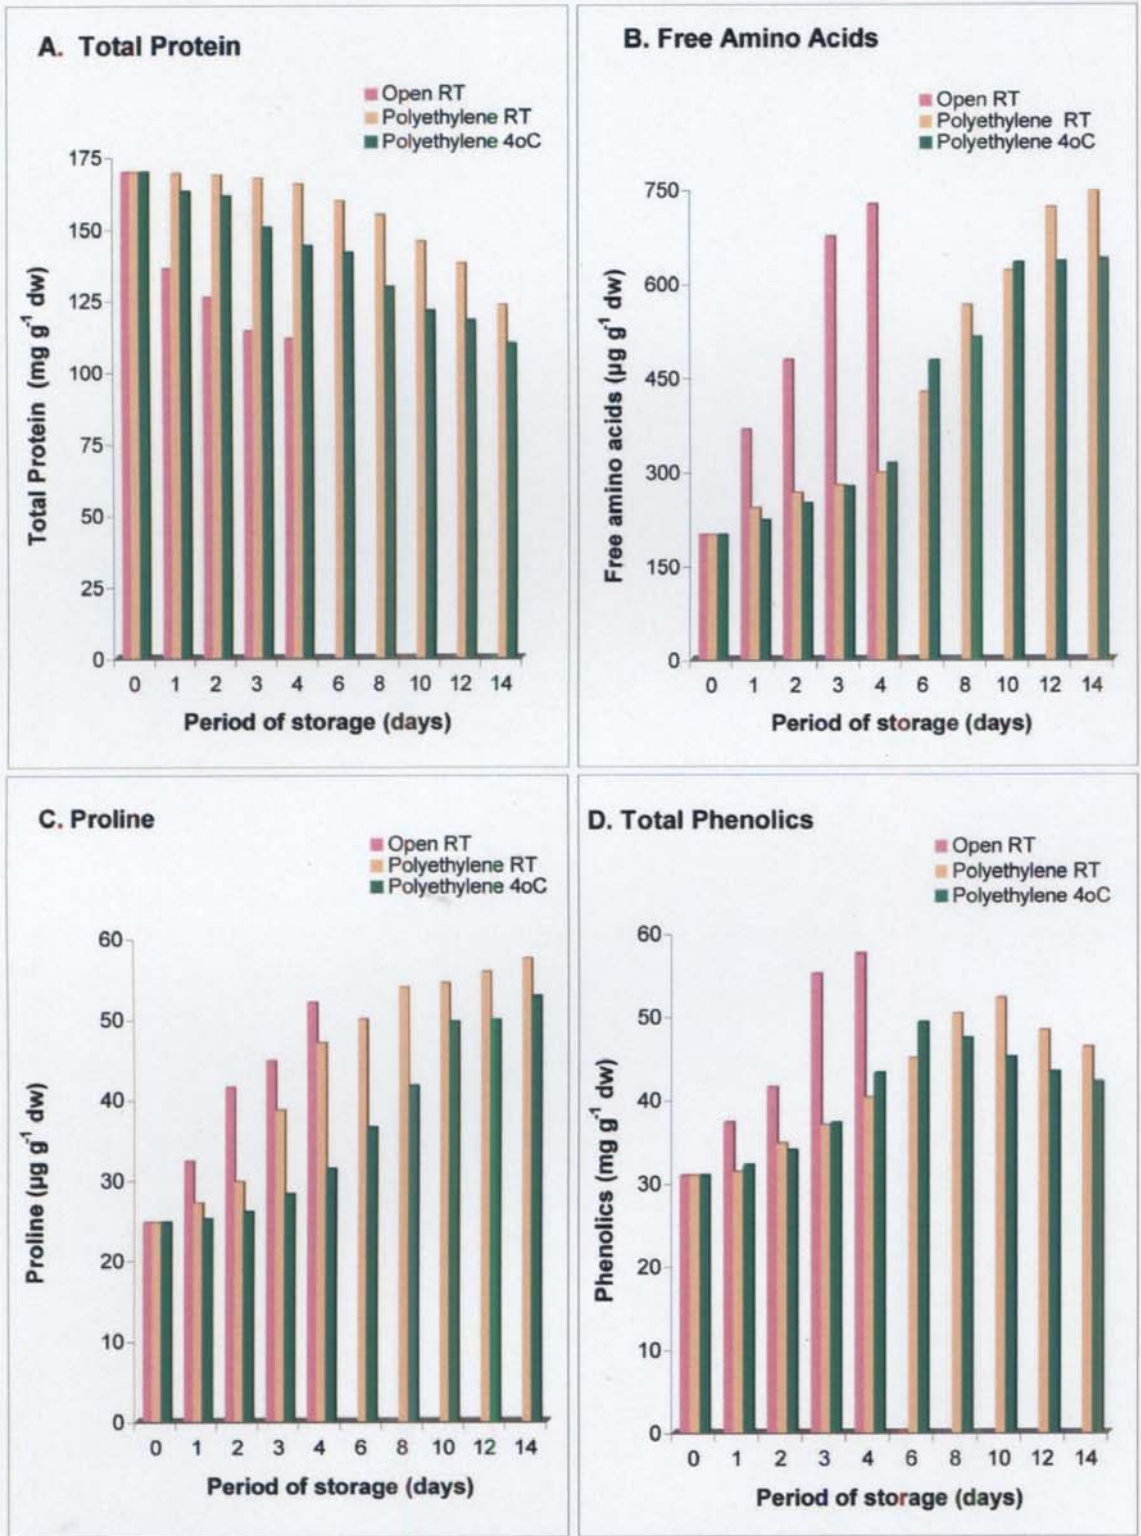 A. Total Protein
Open RT
Polyethylene RT
Polyethylene 4oC
175
150
125
100
75
50
25
0
Total Protein (mg g-1 dw)
0 1 2 3 4 6 8 10 12 14
Period of storage (days)
B. Free Amino Acids
Open RT
Polyethylene RT
Polyethylene 4oC
750
600
450
300
150
0
Free amino acids (µg g-1 dw)
0 1 2 3 4 6 8 10 12 14
Period of storage (days)
C. Proline
Open RT
Polyethylene RT
Polyethylene 4oC
60
50
40
30
20
10
0
Proline (µg g-1 dw)
0 1 2 3 4 6 8 10 12 14
Period of storage (days)
D. Total Phenolics
Open RT
Polyethylene RT
Polyethylene 4oC
60
50
40
30
20
10
0
Phenolics (mg g-1 dw)
0 1 2 3 4 6 8 10 12 14
Period of storage (days)